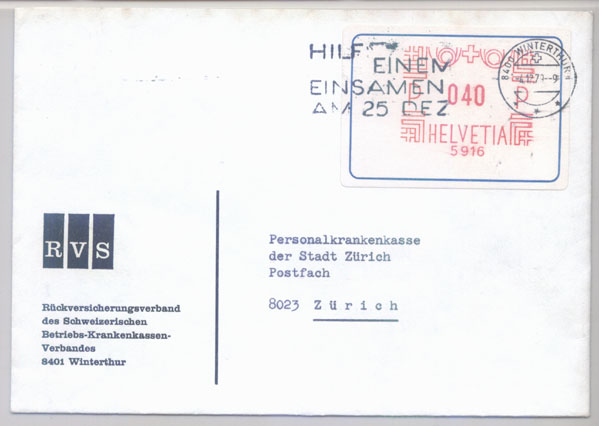 HILF
EINEM
EINSAMEN
AM 25 DEZ
8400 WINTERTHUR
040
HELVETIA
5916
RVS
Rückversicherungsverband
des Schweizerischen
Betriebs-Krankenkassen-
Verbandes
8401 Winterthur
Personalkrankenkasse
der Stadt Zürich
Postfach
8023 Zürich